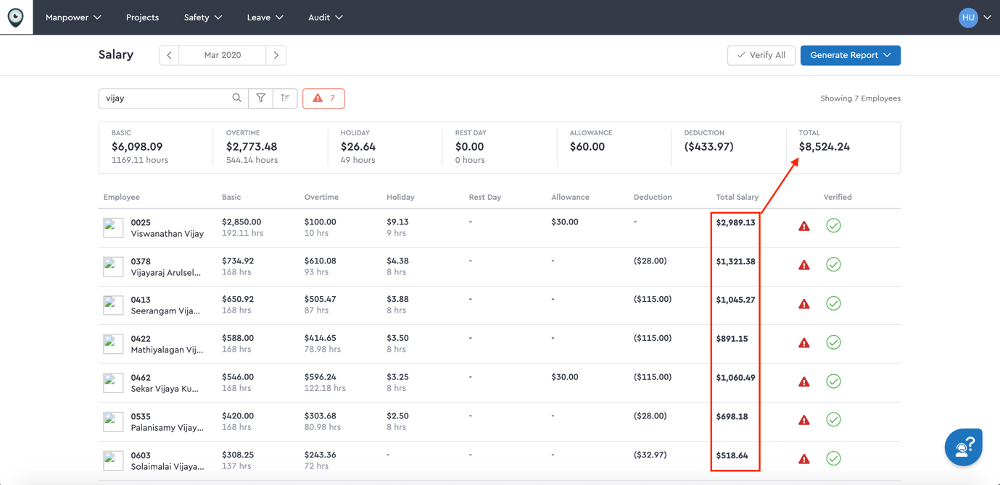 Manpower Projects Safety Leave Audit HU
Salary Mar 2020 Verify All Generate Report
vijay 7 Showing 7 Employees
BASIC OVERTIME HOLIDAY REST DAY ALLOWANCE DEDUCTION TOTAL
$6,098.09 $2,773.48 $26.64 $0.00 $60.00 ($433.97) $8,524.24
1169.11 hours 544.14 hours 49 hours 0 hours
Employee Basic Overtime Holiday Rest Day Allowance Deduction Total Salary Verified
0025 $2,850.00 $100.00 $9.13 - $30.00 - $2,989.13
Viswanathan Vijay 192.11 hrs 10 hrs 9 hrs
0378 $734.92 $610.08 $4.38 - - ($28.00) $1,321.38
Vijayaraj Arulsel... 168 hrs 93 hrs 8 hrs
0413 $650.92 $505.47 $3.88 - - ($115.00) $1,045.27
Seerangam Vija... 168 hrs 87 hrs 8 hrs
0422 $588.00 $414.65 $3.50 - - ($115.00) $891.15
Mathiyalagan Vij... 168 hrs 78.98 hrs 8 hrs
0462 $546.00 $596.24 $3.25 - $30.00 ($115.00) $1,060.49
Sekar Vijaya Ku... 168 hrs 122.18 hrs 8 hrs
0535 $420.00 $303.68 $2.50 - - ($28.00) $698.18
Palanisamy Vijay... 168 hrs 80.98 hrs 8 hrs
0603 $308.25 $243.36 - - - ($32.97) $518.64
Solaimalai Vijaya... 137 hrs 72 hrs